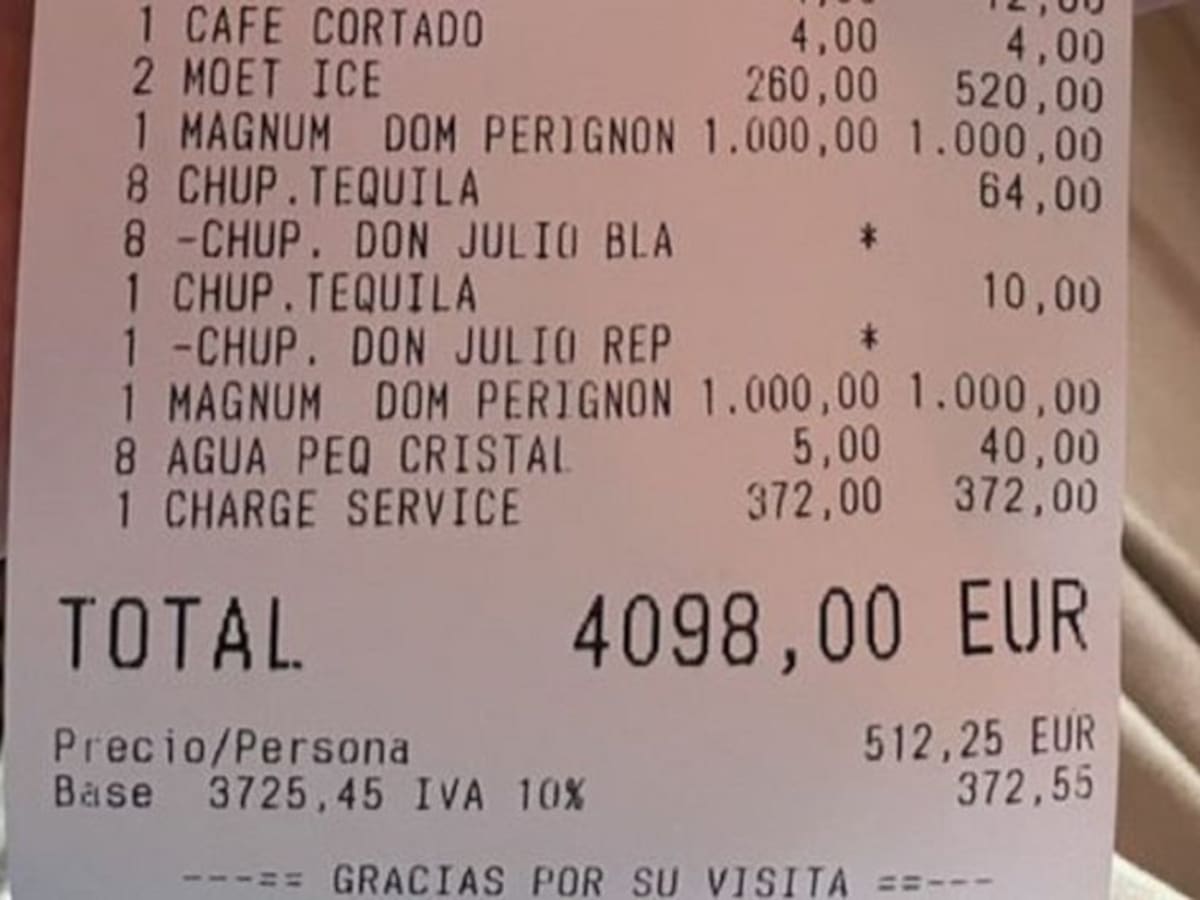 1 CAFE CORTADO 4,00 4,00
2 MOET ICE 260,00 520,00
1 MAGNUM DOM PERIGNON 1.000,00 1.000,00
8 CHUP.TEQUILA 64,00
8 -CHUP. DON JULIO BLA *
1 CHUP.TEQUILA 10,00
1 -CHUP. DON JULIO REP *
1 MAGNUM DOM PERIGNON 1.000,00 1.000,00
8 AGUA PEQ CRISTAL 5,00 40,00
1 CHARGE SERVICE 372,00 372,00
TOTAL 4098,00 EUR
Precio/Persona 512,25 EUR
Base 3725,45 IVA 10% 372,55
---== GRACIAS POR SU VISITA ==---